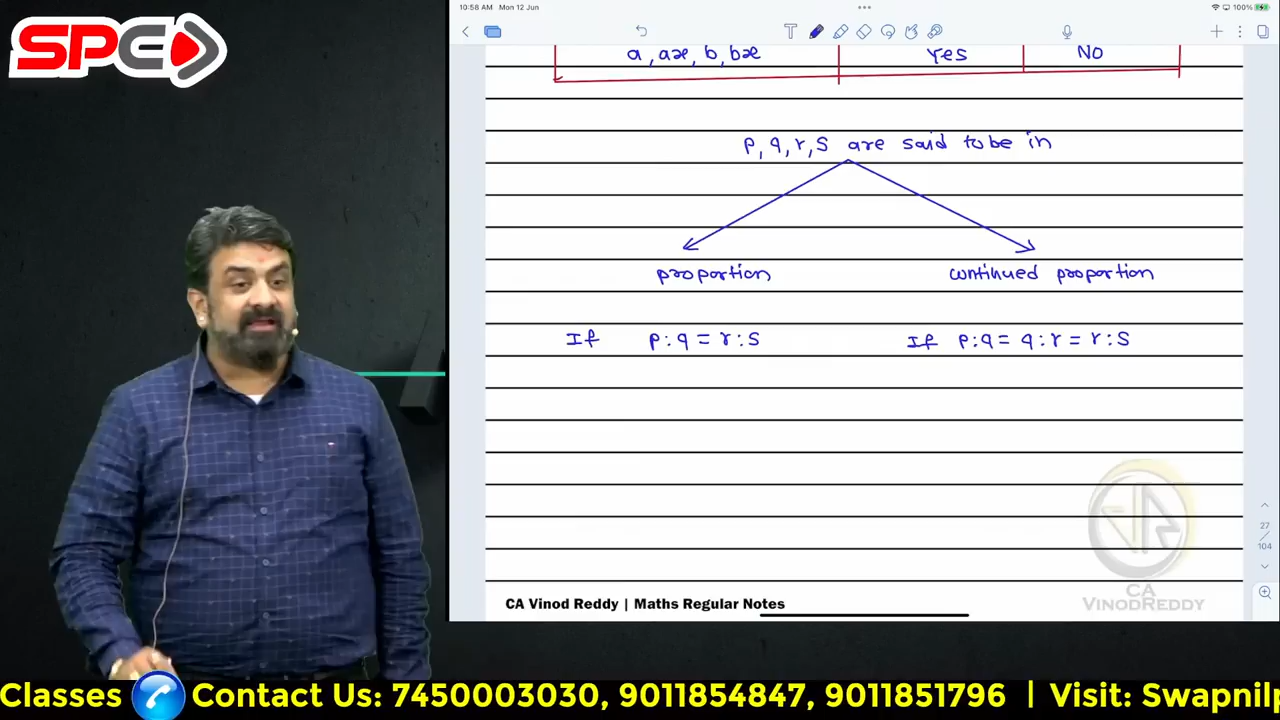 SPE
10:58 AM Mon 12 Jun
100%
a, ax, b, bx Yes No
p, q, r, s are said to be in
proportion continued proportion
If p:q = r:s If p:q = q:r = r:s
27
104
CA
VINODREDDY
CA Vinod Reddy | Maths Regular Notes
Classes Contact Us: 7450003030, 9011854847, 9011851796 | Visit: Swapnilp